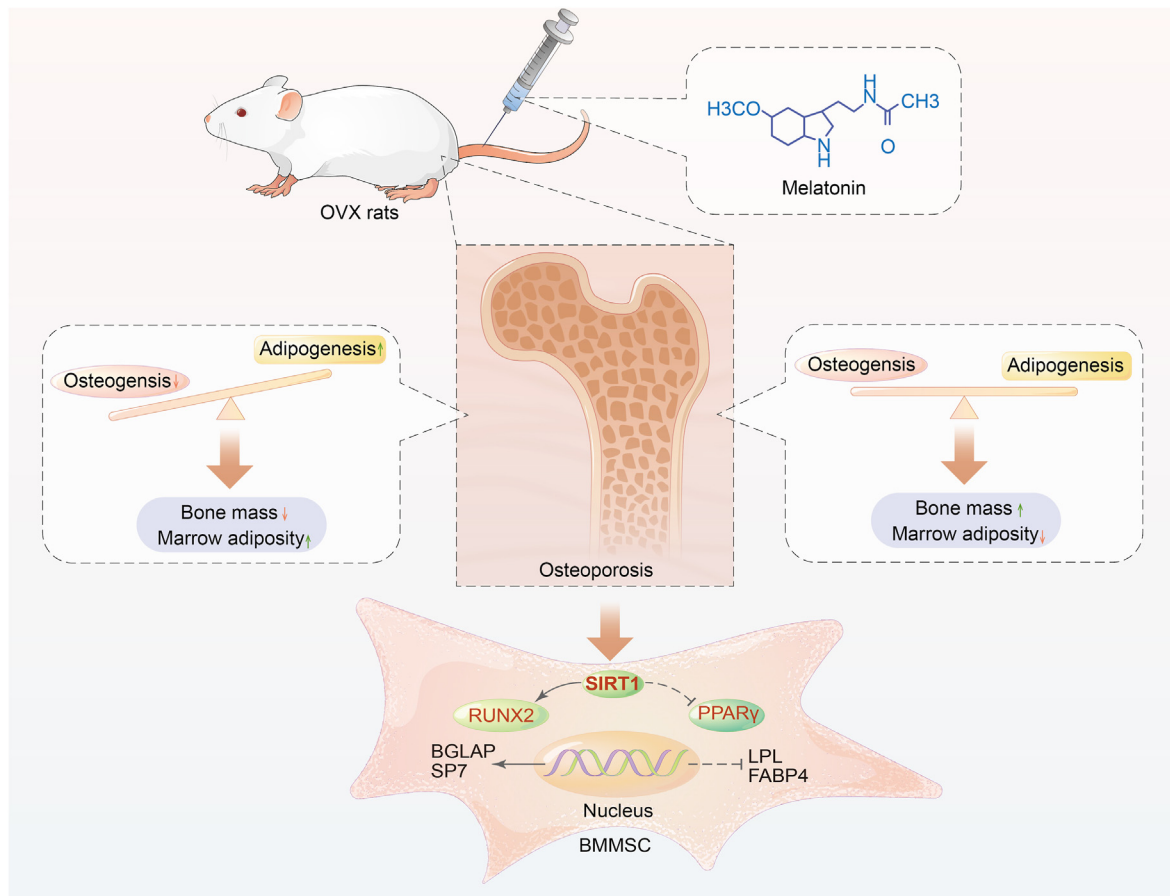 H3CO
H
N
CH3
O
N
H
Melatonin
OVX rats
Adipogenesis↑
Osteogensis↓
Bone mass↓
Marrow adiposity↑
Osteoporosis
Osteogensis
Adipogenesis
Bone mass↑
Marrow adiposity↓
SIRT1
RUNX2
PPARγ
BGLAP
SP7
LPL
FABP4
Nucleus
BMMSC